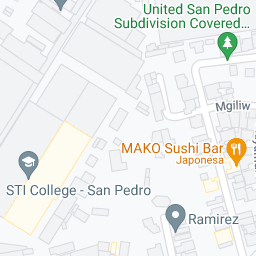 United San Pedro
Subdivision Covered...
Mgiliw
MAKO Sushi Bar
Japonesa
STI College - San Pedro
Ramirez